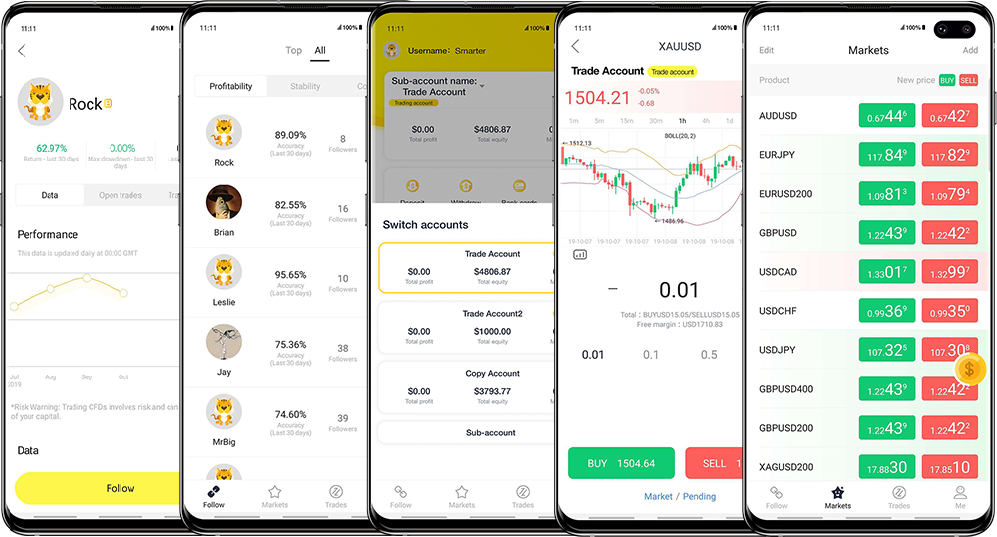 11:11
100%
Rock
62.97%
0.00%
Return - last 30 days
Max drawdown - last 30 days
Data
Open trades
Performance
This data is updated daily at 00:00 GMT
Jul
2019
Aug
Sep
Oct
*Risk Warning: Trading CFDs involves risk and can
of your capital.
Data
Follow
11:11
100%
Top
All
Profitability
Stability
89.09%
8
Accuracy
(Last 30 days)
Followers
Rock
82.55%
16
Accuracy
(Last 30 days)
Followers
Brian
95.65%
10
Accuracy
(Last 30 days)
Followers
Leslie
75.36%
38
Accuracy
(Last 30 days)
Followers
Jay
74.60%
39
Accuracy
(Last 30 days)
Followers
MrBig
Follow
Markets
Trades
11:11
100%
Username: Smarter
Sub-account name:
Trade Account
Trading account
$0.00
$4806.87
Total profit
Total equity
Deposit
Withdraw
Bank cards
Switch accounts
Trade Account
$0.00
$4806.87
Total profit
Total equity
Trade Account2
$0.00
$1000.00
Total profit
Total equity
Copy Account
$0.00
$3793.77
Total profit
Total equity
Sub-account
Follow
Markets
Trades
11:11
100%
XAUUSD
Trade Account
Trade account
1504.21
-0.05%
-0.68
1m
5m
15m
30m
1h
4h
1d
BOLL(20, 2)
1512.13
1486.96
19-10-07
19-10-08
19-10-08
19-10-08
0.01
Total : BUYUSD15.05/SELLUSD15.05
Free margin : USD1710.83
0.01
0.1
0.5
BUY 1504.64
SELL 1
Market / Pending
11:11
Edit
Markets
Add
Product
New price
BUY
SELL
AUDUSD
0.67446
0.67427
EURJPY
117.849
117.829
EURUSD200
1.09813
1.09794
GBPUSD
1.22439
1.22422
USDCAD
1.33017
1.32997
USDCHF
0.99369
0.99350
USDJPY
107.325
107.308
GBPUSD400
1.22439
1.22422
GBPUSD200
1.22439
1.22422
XAGUSD200
17.8830
17.8510
Follow
Markets
Trades
Me